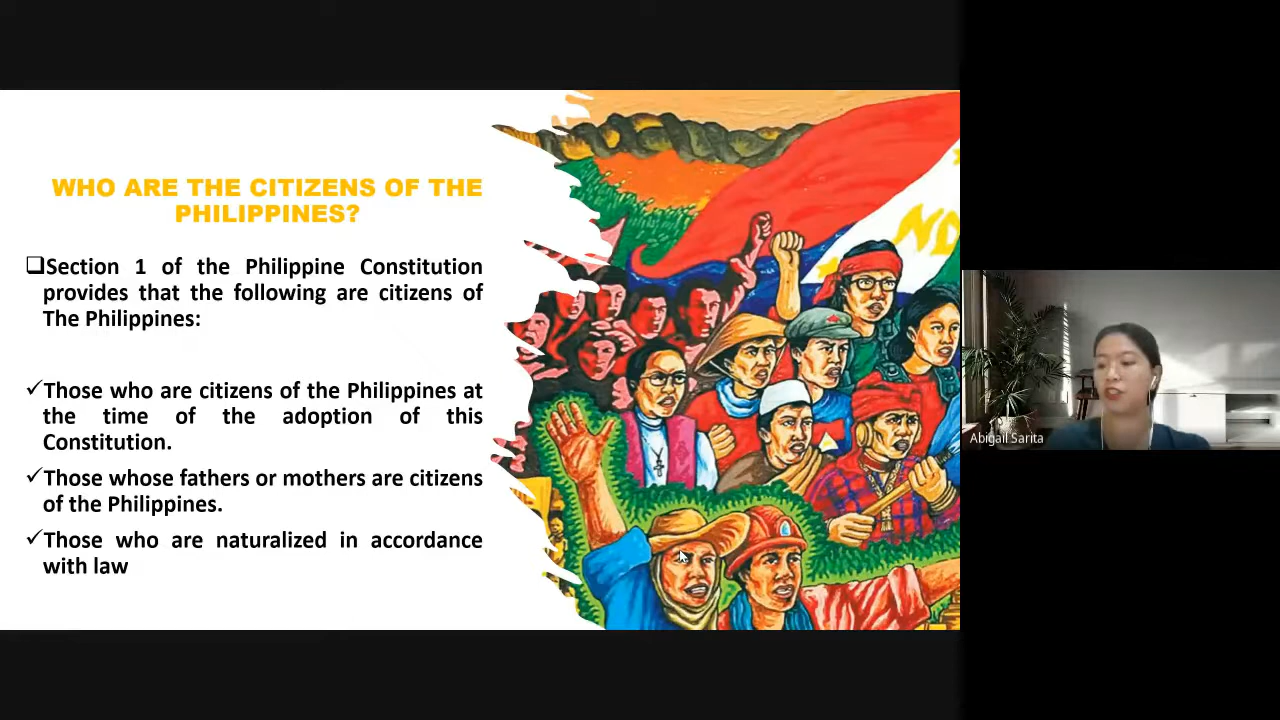 WHO ARE THE CITIZENS OF THE
PHILIPPINES?
❑Section 1 of the Philippine Constitution
provides that the following are citizens of
The Philippines:
✓Those who are citizens of the Philippines at
the time of the adoption of this
Constitution.
✓Those whose fathers or mothers are citizens
of the Philippines.
✓Those who are naturalized in accordance
with law
ND
Abigail Sarita